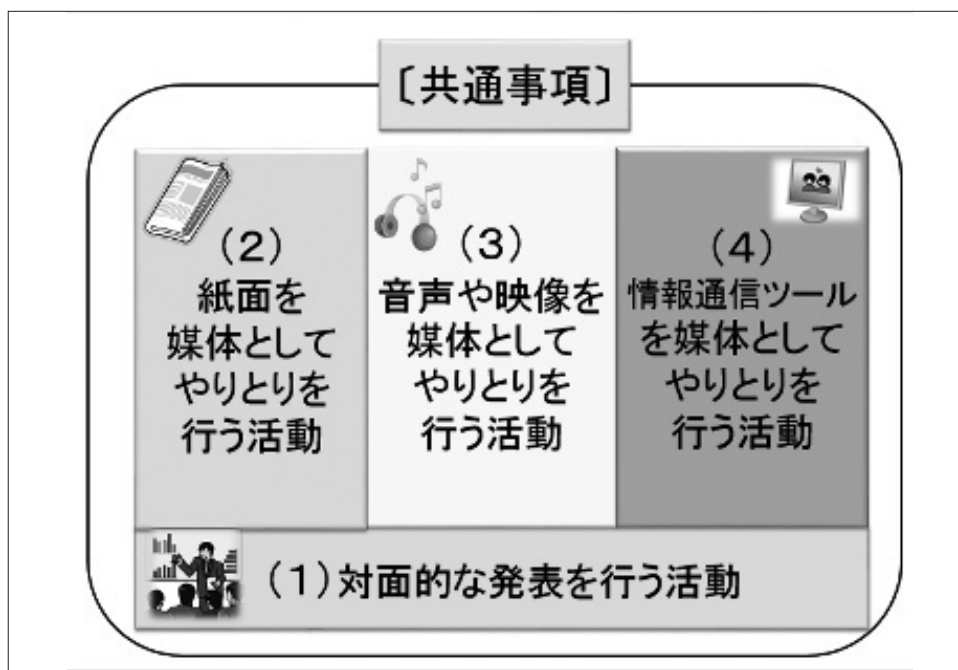 〔共通事項〕
(2)
紙面を
媒体として
やりとりを
行う活動
(3)
音声や映像を
媒体として
やりとりを
行う活動
(4)
情報通信ツール
を媒体として
やりとりを
行う活動
(1)対面的な発表を行う活動